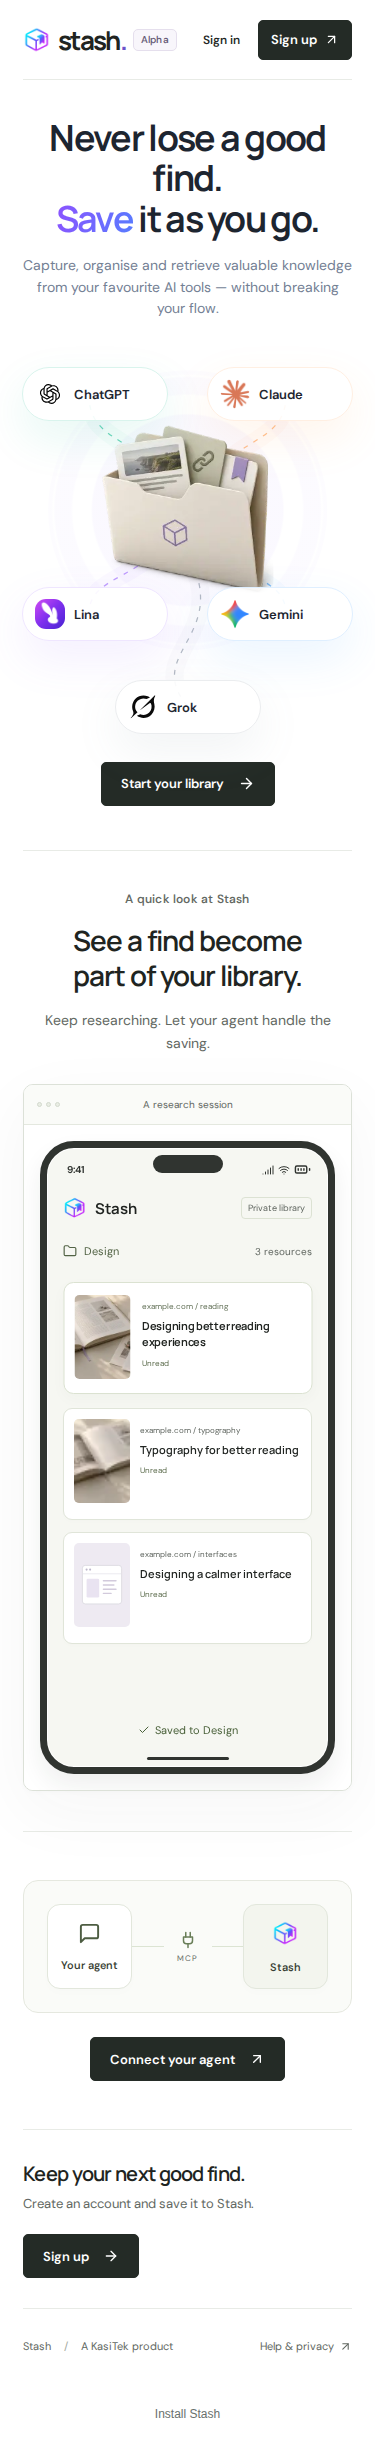 stash.
Alpha
Sign in
Sign up
Never lose a good
find.
Save it as you go.
Capture, organise and retrieve valuable knowledge
from your favourite AI tools — without breaking
your flow.
ChatGPT
Claude
Lina
Gemini
Grok
Start your library
A quick look at Stash
See a find become
part of your library.
Keep researching. Let your agent handle the
saving.
A research session
9:41
Stash
Private library
Design
3 resources
example.com / reading
Designing better reading
experiences
Unread
example.com / typography
Typography for better reading
Unread
example.com / interfaces
Designing a calmer interface
Unread
Saved to Design
Your agent
MCP
Stash
Connect your agent
Keep your next good find.
Create an account and save it to Stash.
Sign up
Stash / A KasiTek product
Help & privacy
Install Stash